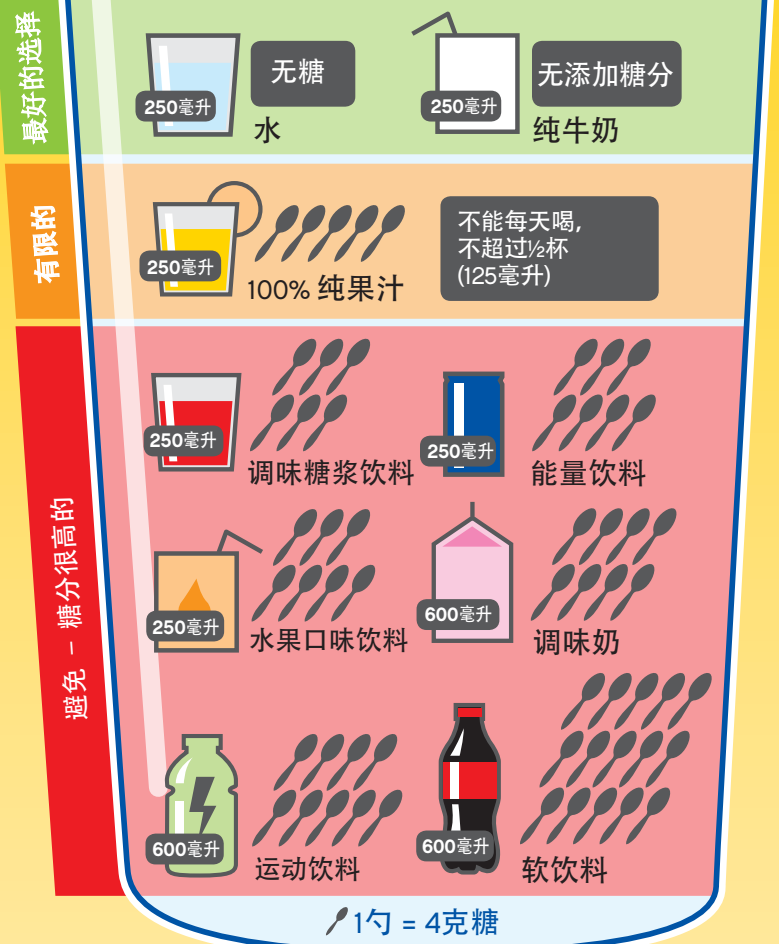 最好的选择
250毫升
无糖
水
250毫升
无添加糖分
纯牛奶
有限的
250毫升
100% 纯果汁
不能每天喝，
不超过½杯
(125毫升)
避免 – 糖分很高的
250毫升
调味糖浆饮料
250毫升
能量饮料
250毫升
水果口味饮料
600毫升
调味奶
600毫升
运动饮料
600毫升
软饮料
1勺 = 4克糖